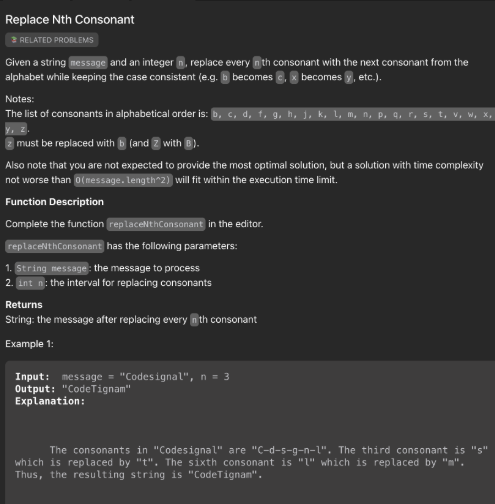 Replace Nth Consonant
RELATED PROBLEMS
Given a string message and an integer n, replace every nth consonant with the next consonant from the
alphabet while keeping the case consistent (e.g. b becomes c, x becomes y, etc.).
Notes:
The list of consonants in alphabetical order is: b, c, d, f, g, h, j, k, l, m, n, p, q, r, s, t, v, w, x,
y, z.
z must be replaced with b (and Z with B).
Also note that you are not expected to provide the most optimal solution, but a solution with time complexity
not worse than O(message.length^2) will fit within the execution time limit.
Function Description
Complete the function replaceNthConsonant in the editor.
replaceNthConsonant has the following parameters:
1. String message: the message to process
2. int n: the interval for replacing consonants
Returns
String: the message after replacing every nth consonant
Example 1:
Input: message = "Codesignal", n = 3
Output: "CodeTignam"
Explanation:
The consonants in "Codesignal" are "C-d-s-g-n-l". The third consonant is "s"
which is replaced by "t". The sixth consonant is "l" which is replaced by "m".
Thus, the resulting string is "CodeTignam".